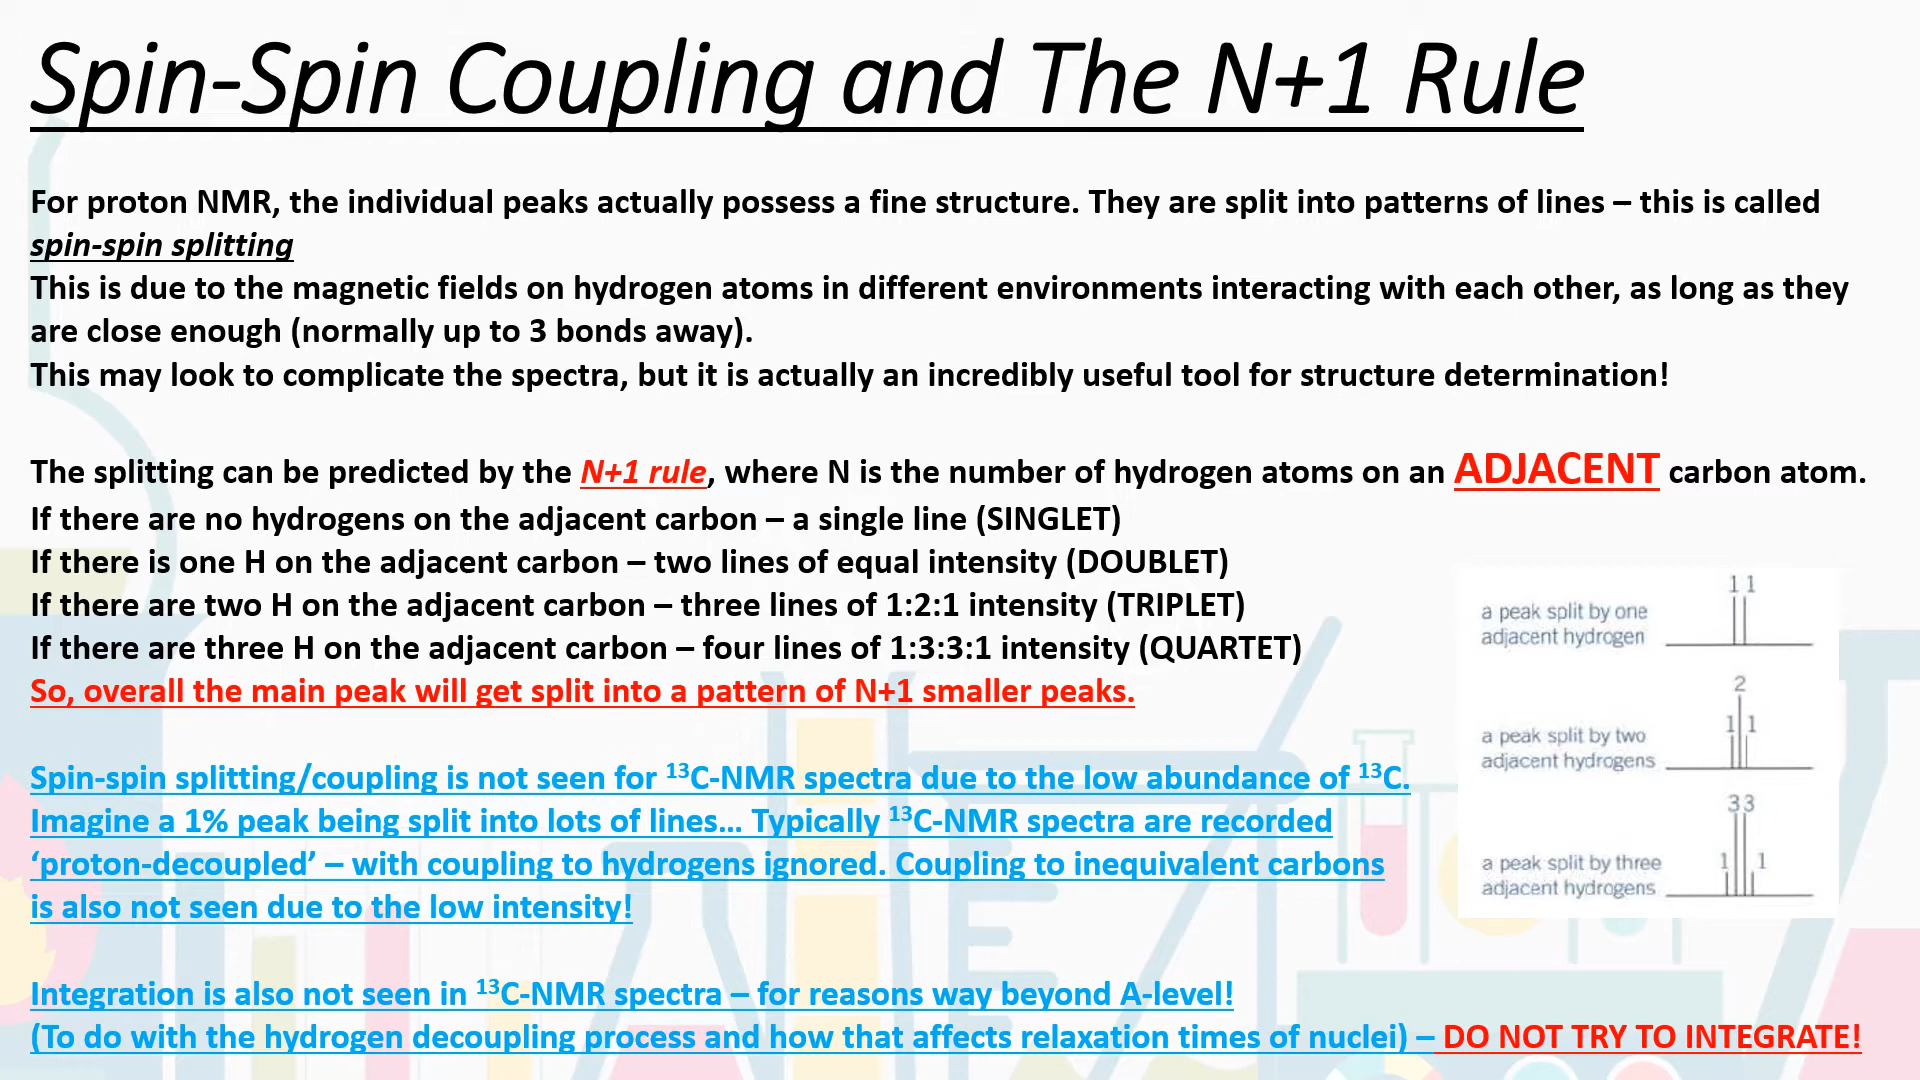 Spin-Spin Coupling and The N+1 Rule
For proton NMR, the individual peaks actually possess a fine structure. They are split into patterns of lines – this is called
spin-spin splitting
This is due to the magnetic fields on hydrogen atoms in different environments interacting with each other, as long as they
are close enough (normally up to 3 bonds away).
This may look to complicate the spectra, but it is actually an incredibly useful tool for structure determination!
The splitting can be predicted by the N+1 rule, where N is the number of hydrogen atoms on an ADJACENT carbon atom.
If there are no hydrogens on the adjacent carbon – a single line (SINGLET)
If there is one H on the adjacent carbon – two lines of equal intensity (DOUBLET)
If there are two H on the adjacent carbon – three lines of 1:2:1 intensity (TRIPLET)
If there are three H on the adjacent carbon – four lines of 1:3:3:1 intensity (QUARTET)
So, overall the main peak will get split into a pattern of N+1 smaller peaks.
Spin-spin splitting/coupling is not seen for ¹³C-NMR spectra due to the low abundance of ¹³C.
Imagine a 1% peak being split into lots of lines... Typically ¹³C-NMR spectra are recorded
‘proton-decoupled’ – with coupling to hydrogens ignored. Coupling to inequivalent carbons
is also not seen due to the low intensity!
Integration is also not seen in ¹³C-NMR spectra – for reasons way beyond A-level!
(To do with the hydrogen decoupling process and how that affects relaxation times of nuclei) – DO NOT TRY TO INTEGRATE!
1 1
a peak split by one
adjacent hydrogen
2
1 1
a peak split by two
adjacent hydrogens
3 3
1 1
a peak split by three
adjacent hydrogens